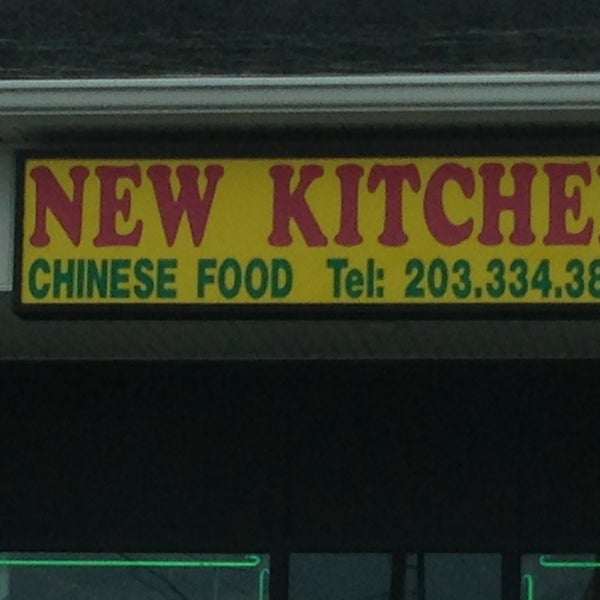 NEW KITCHE
CHINESE FOOD Tel: 203.334.38